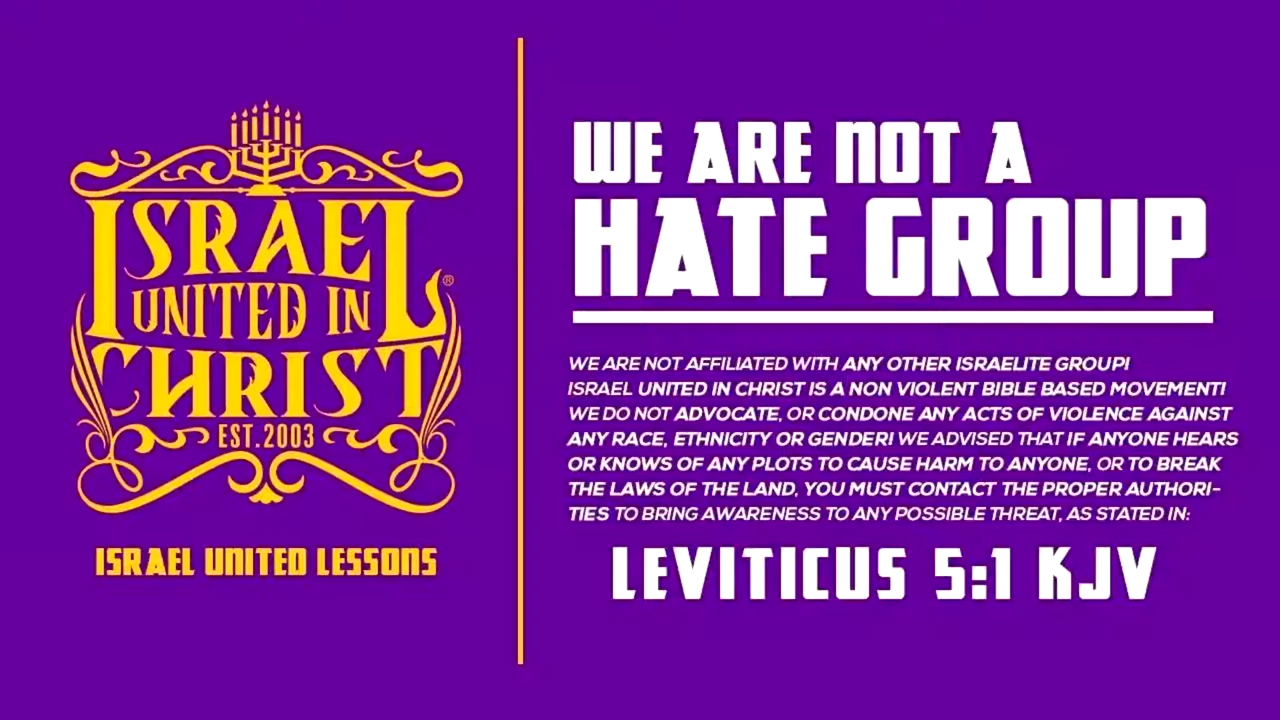 ISRAEL
UNITED IN
CHRIST
®
EST.2003
ISRAEL UNITED LESSONS
WE ARE NOT A
HATE GROUP
WE ARE NOT AFFILIATED WITH ANY OTHER ISRAELITE GROUP!
ISRAEL UNITED IN CHRIST IS A NON VIOLENT BIBLE BASED MOVEMENT!
WE DO NOT ADVOCATE, OR CONDONE ANY ACTS OF VIOLENCE AGAINST
ANY RACE, ETHNICITY OR GENDER! WE ADVISED THAT IF ANYONE HEARS
OR KNOWS OF ANY PLOTS TO CAUSE HARM TO ANYONE, OR TO BREAK
THE LAWS OF THE LAND, YOU MUST CONTACT THE PROPER AUTHORI-
TIES TO BRING AWARENESS TO ANY POSSIBLE THREAT, AS STATED IN:
LEVITICUS 5:1 KJV